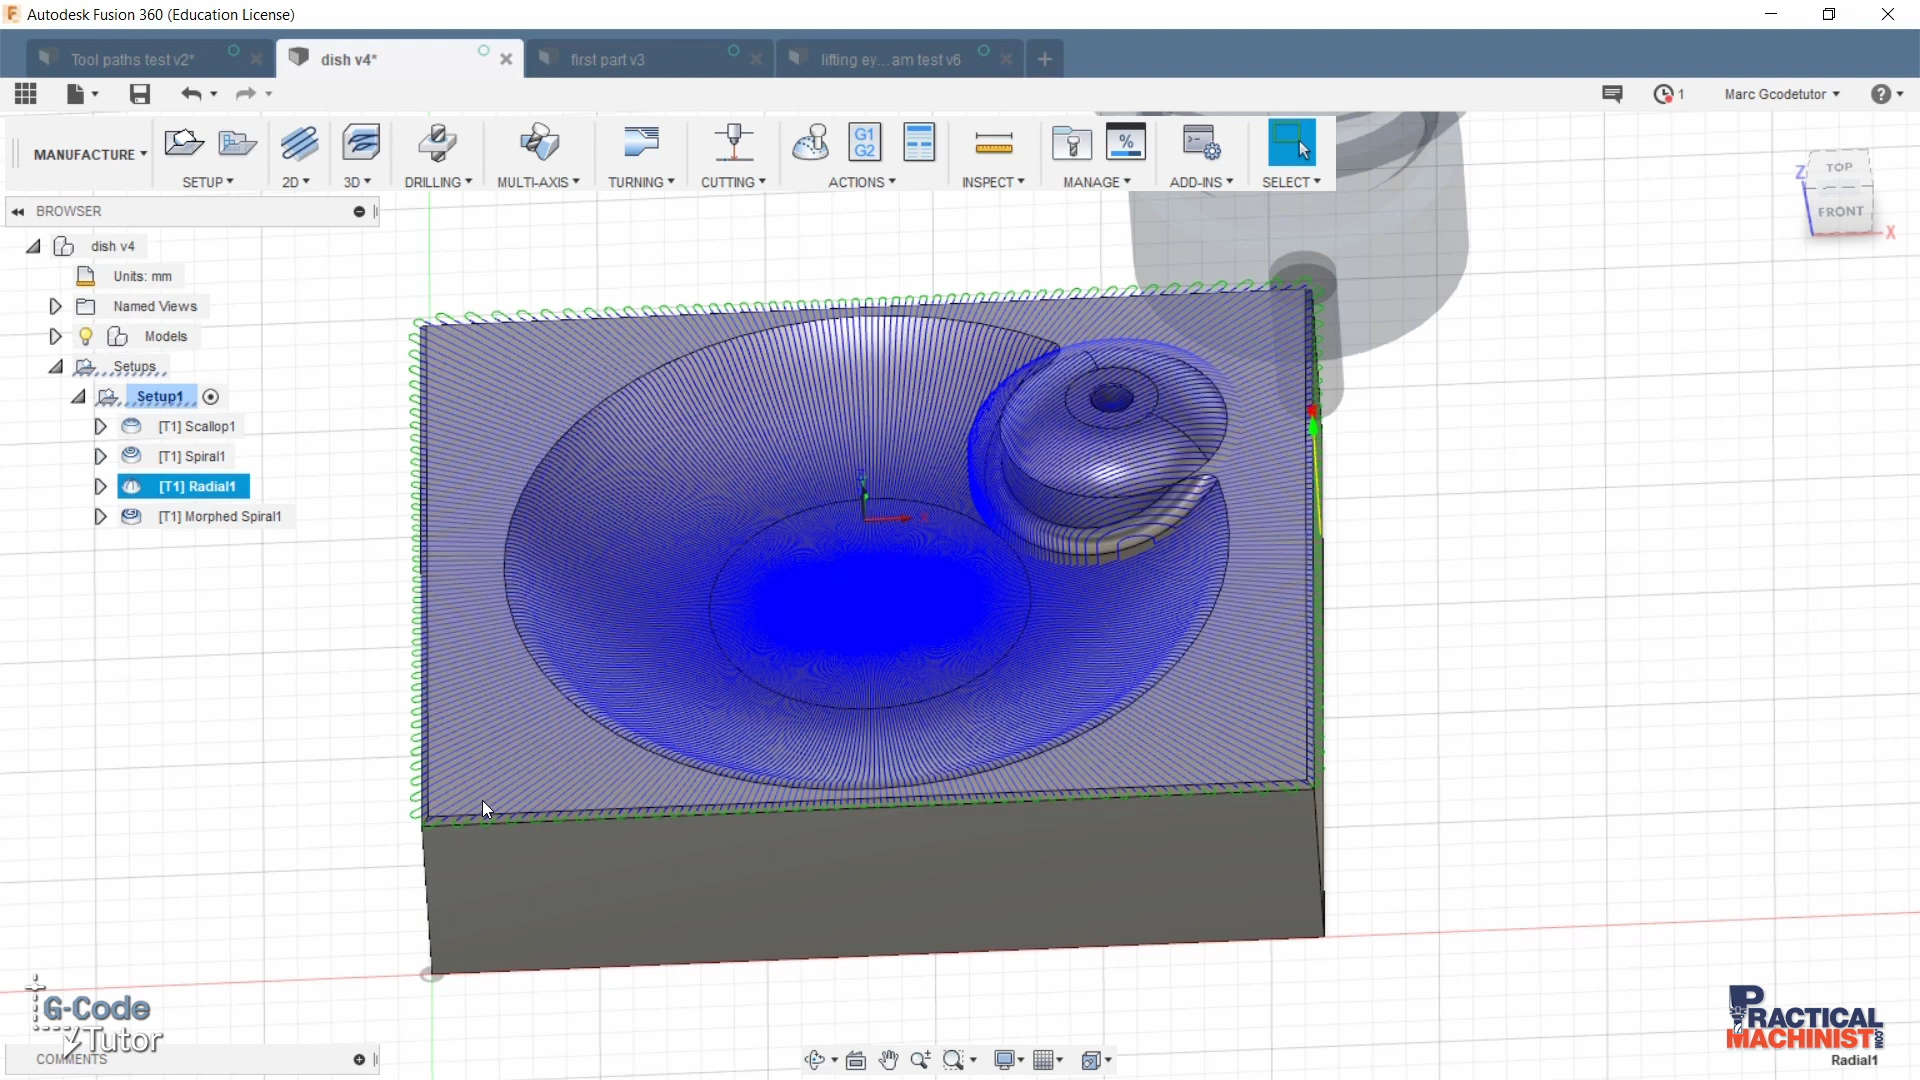 Autodesk Fusion 360 (Education License)
Tool paths test v2*
dish v4*
first part v3
lifting ey...am test v6
1
Marc Gcodetutor
MANUFACTURE
SETUP
2D
3D
DRILLING
MULTI-AXIS
TURNING
CUTTING
G1
G2
ACTIONS
INSPECT
%
MANAGE
ADD-INS
SELECT
BROWSER
dish v4
Units: mm
Named Views
Models
Setups
Setup1
[T1] Scallop1
[T1] Spiral1
[T1] Radial1
[T1] Morphed Spiral1
TOP
Z
FRONT
X
G-Code
Tutor
COMMENTS
PRACTICAL
MACHINIST.COM
Radial1